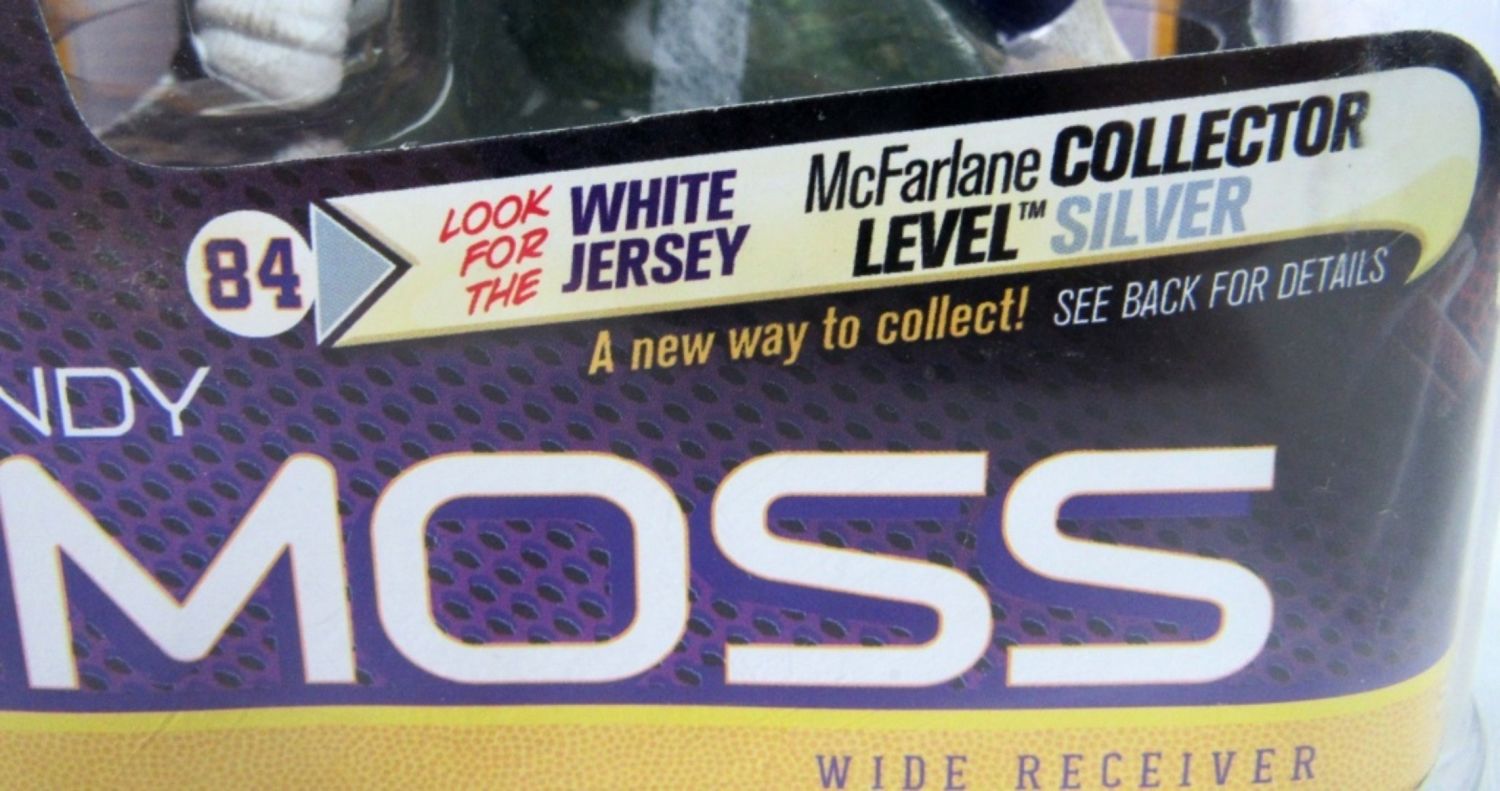 84
LOOK
FOR
THE
WHITE
JERSEY
McFarlane COLLECTOR
LEVEL™ SILVER
A new way to collect! SEE BACK FOR DETAILS
NDY
MOSS
WIDE RECEIVER